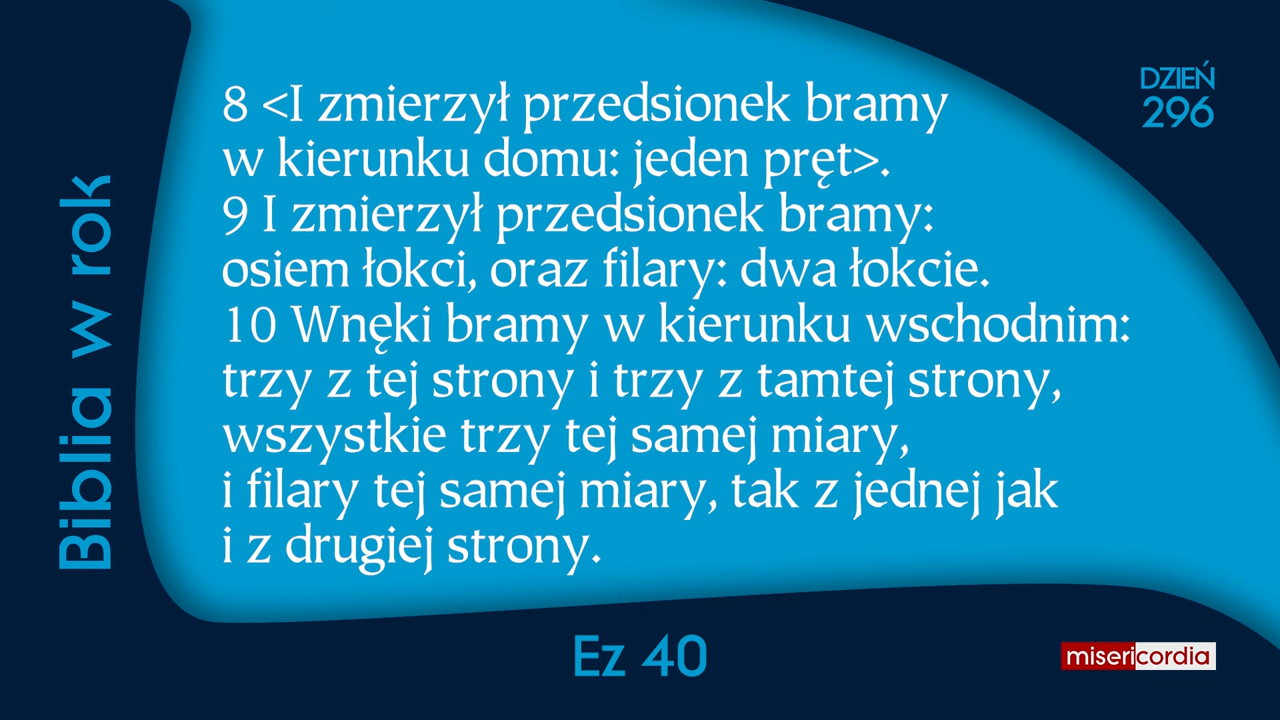 Biblia w rok
8 <I zmierzył przedsionek bramy
w kierunku domu: jeden pręt>.
9 I zmierzył przedsionek bramy:
osiem łokci, oraz filary: dwa łokcie.
10 Wnęki bramy w kierunku wschodnim:
trzy z tej strony i trzy z tamtej strony,
wszystkie trzy tej samej miary,
i filary tej samej miary, tak z jednej jak
i z drugiej strony.
DZIEŃ
296
Ez 40
misericordia